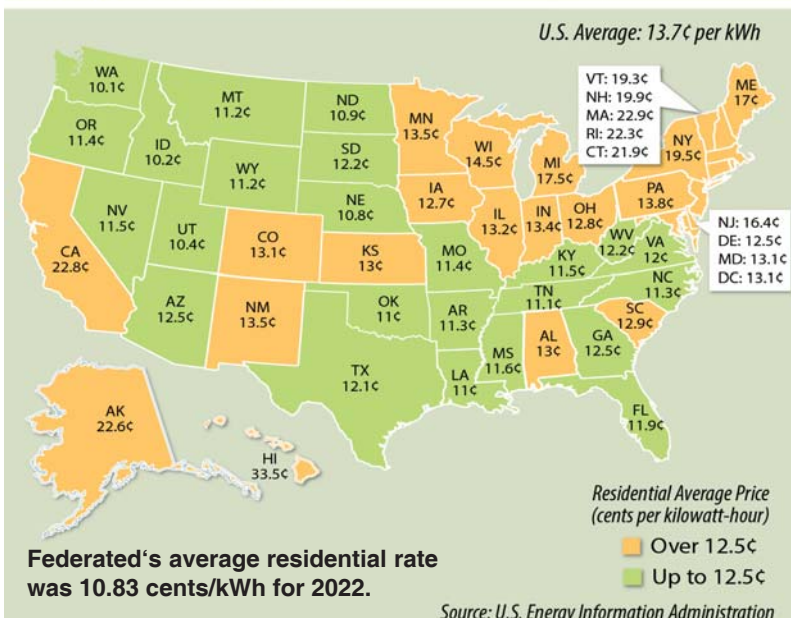 U.S. Average: 13.7¢ per kWh
WA
10.1¢
OR
11.4¢
ID
10.2¢
MT
11.2¢
WY
11.2¢
ND
10.9¢
SD
12.2¢
NE
10.8¢
MN
13.5¢
WI
14.5¢
MI
17.5¢
VT: 19.3¢
NH: 19.9¢
MA: 22.9¢
RI: 22.3¢
CT: 21.9¢
ME
17¢
NY
19.5¢
PA
13.8¢
NJ: 16.4¢
DE: 12.5¢
MD: 13.1¢
DC: 13.1¢
IA
12.7¢
IL
13.2¢
IN
13.4¢
OH
12.8¢
WV
12.2¢
VA
12¢
NC
11.3¢
SC
12.9¢
KY
11.5¢
TN
11.1¢
CA
22.8¢
NV
11.5¢
UT
10.4¢
CO
13.1¢
KS
13¢
MO
11.4¢
AZ
12.5¢
NM
13.5¢
OK
11¢
AR
11.3¢
TX
12.1¢
LA
11¢
MS
11.6¢
AL
13¢
GA
12.5¢
FL
11.9¢
AK
22.6¢
HI
33.5¢
Residential Average Price
(cents per kilowatt-hour)
Over 12.5¢
Up to 12.5¢
Federated‘s average residential rate
was 10.83 cents/kWh for 2022.
Source: U.S. Energy Information Administration